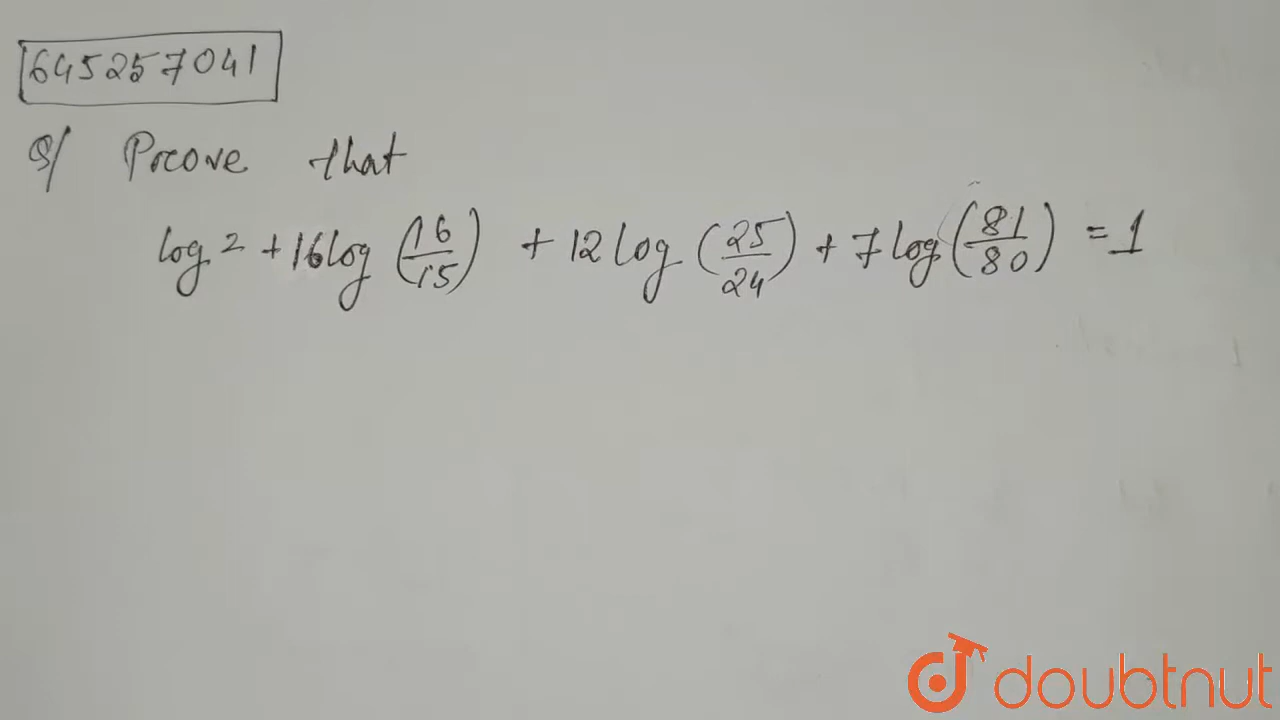 645257041
Q/ Prove that
log 2 + 16 log (16/15) + 12 log (25/24) + 7 log (81/80) = 1
doubtnut